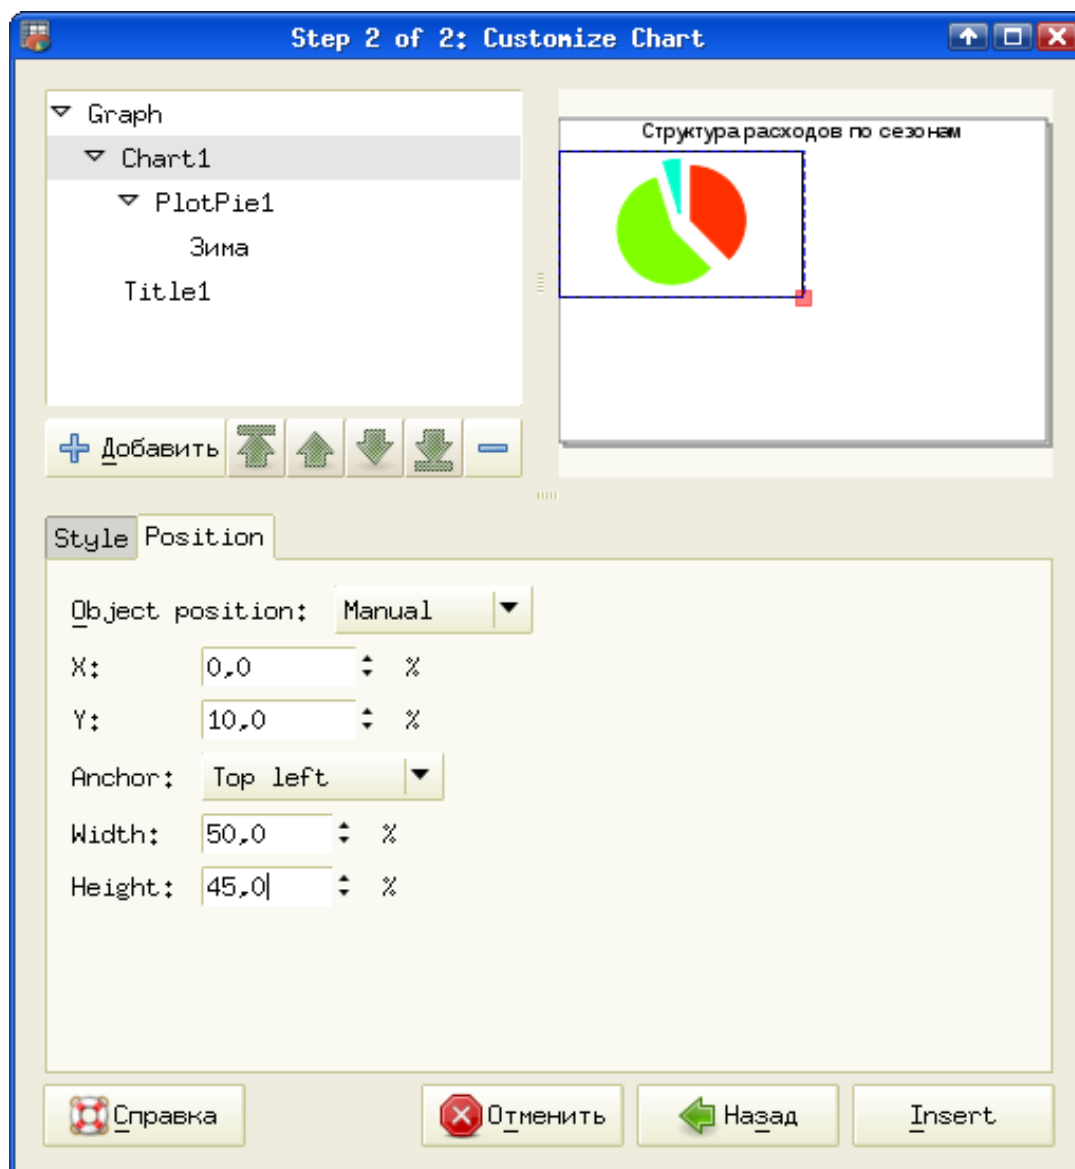 Step 2 of 2: Customize Chart
Graph
Chart1
PlotPie1
Зима
Title1
Структура расходов по сезонам
Добавить
Style Position
Object position: Manual
X: 0,0 %
Y: 10,0 %
Anchor: Top left
Width: 50,0 %
Height: 45,0 %
Справка Отменить Назад Insert